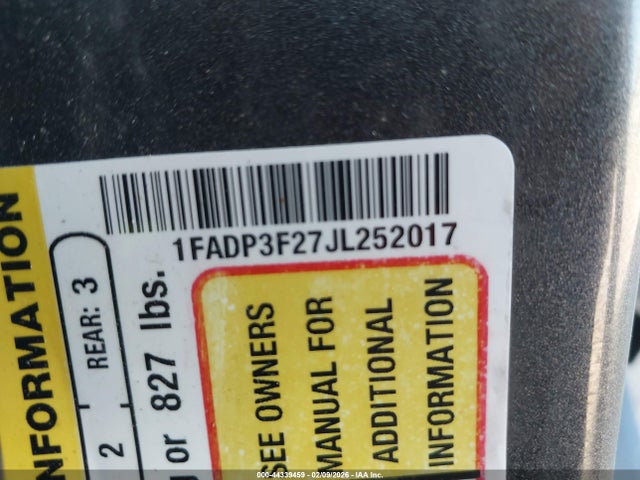 1FADP3F27JL252017
INFORMATION
2 REAR: 3
or 827 lbs.
SEE OWNERS
MANUAL FOR
ADDITIONAL
INFORMATION
000-44339459 - 02/09/2026 - IAA Inc.